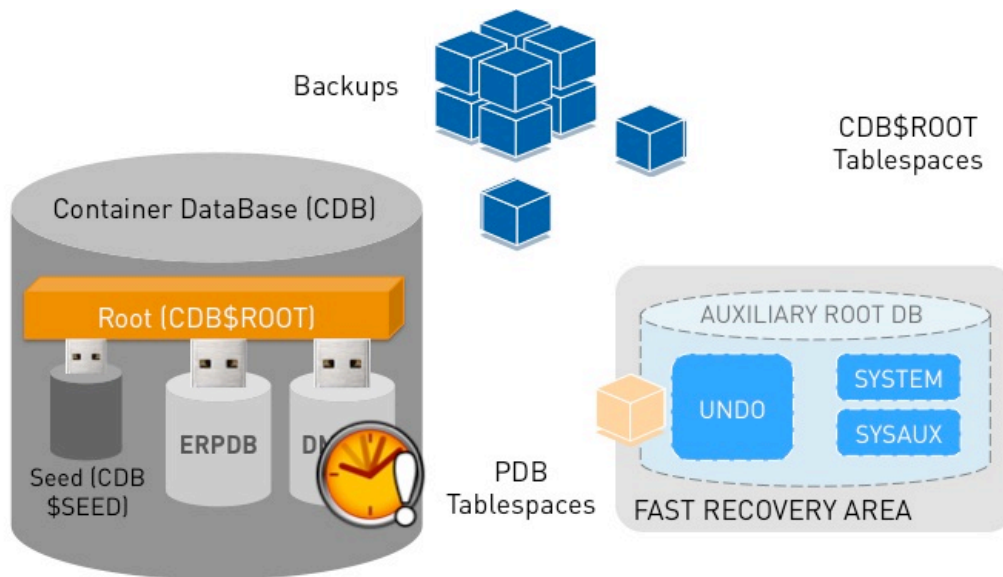 Backups
CDB$ROOT
Tablespaces
Container DataBase (CDB)
Root (CDB$ROOT)
ERPDB
Seed (CDB
$SEED)
PDB
Tablespaces
AUXILIARY ROOT DB
UNDO
SYSTEM
SYSAUX
FAST RECOVERY AREA